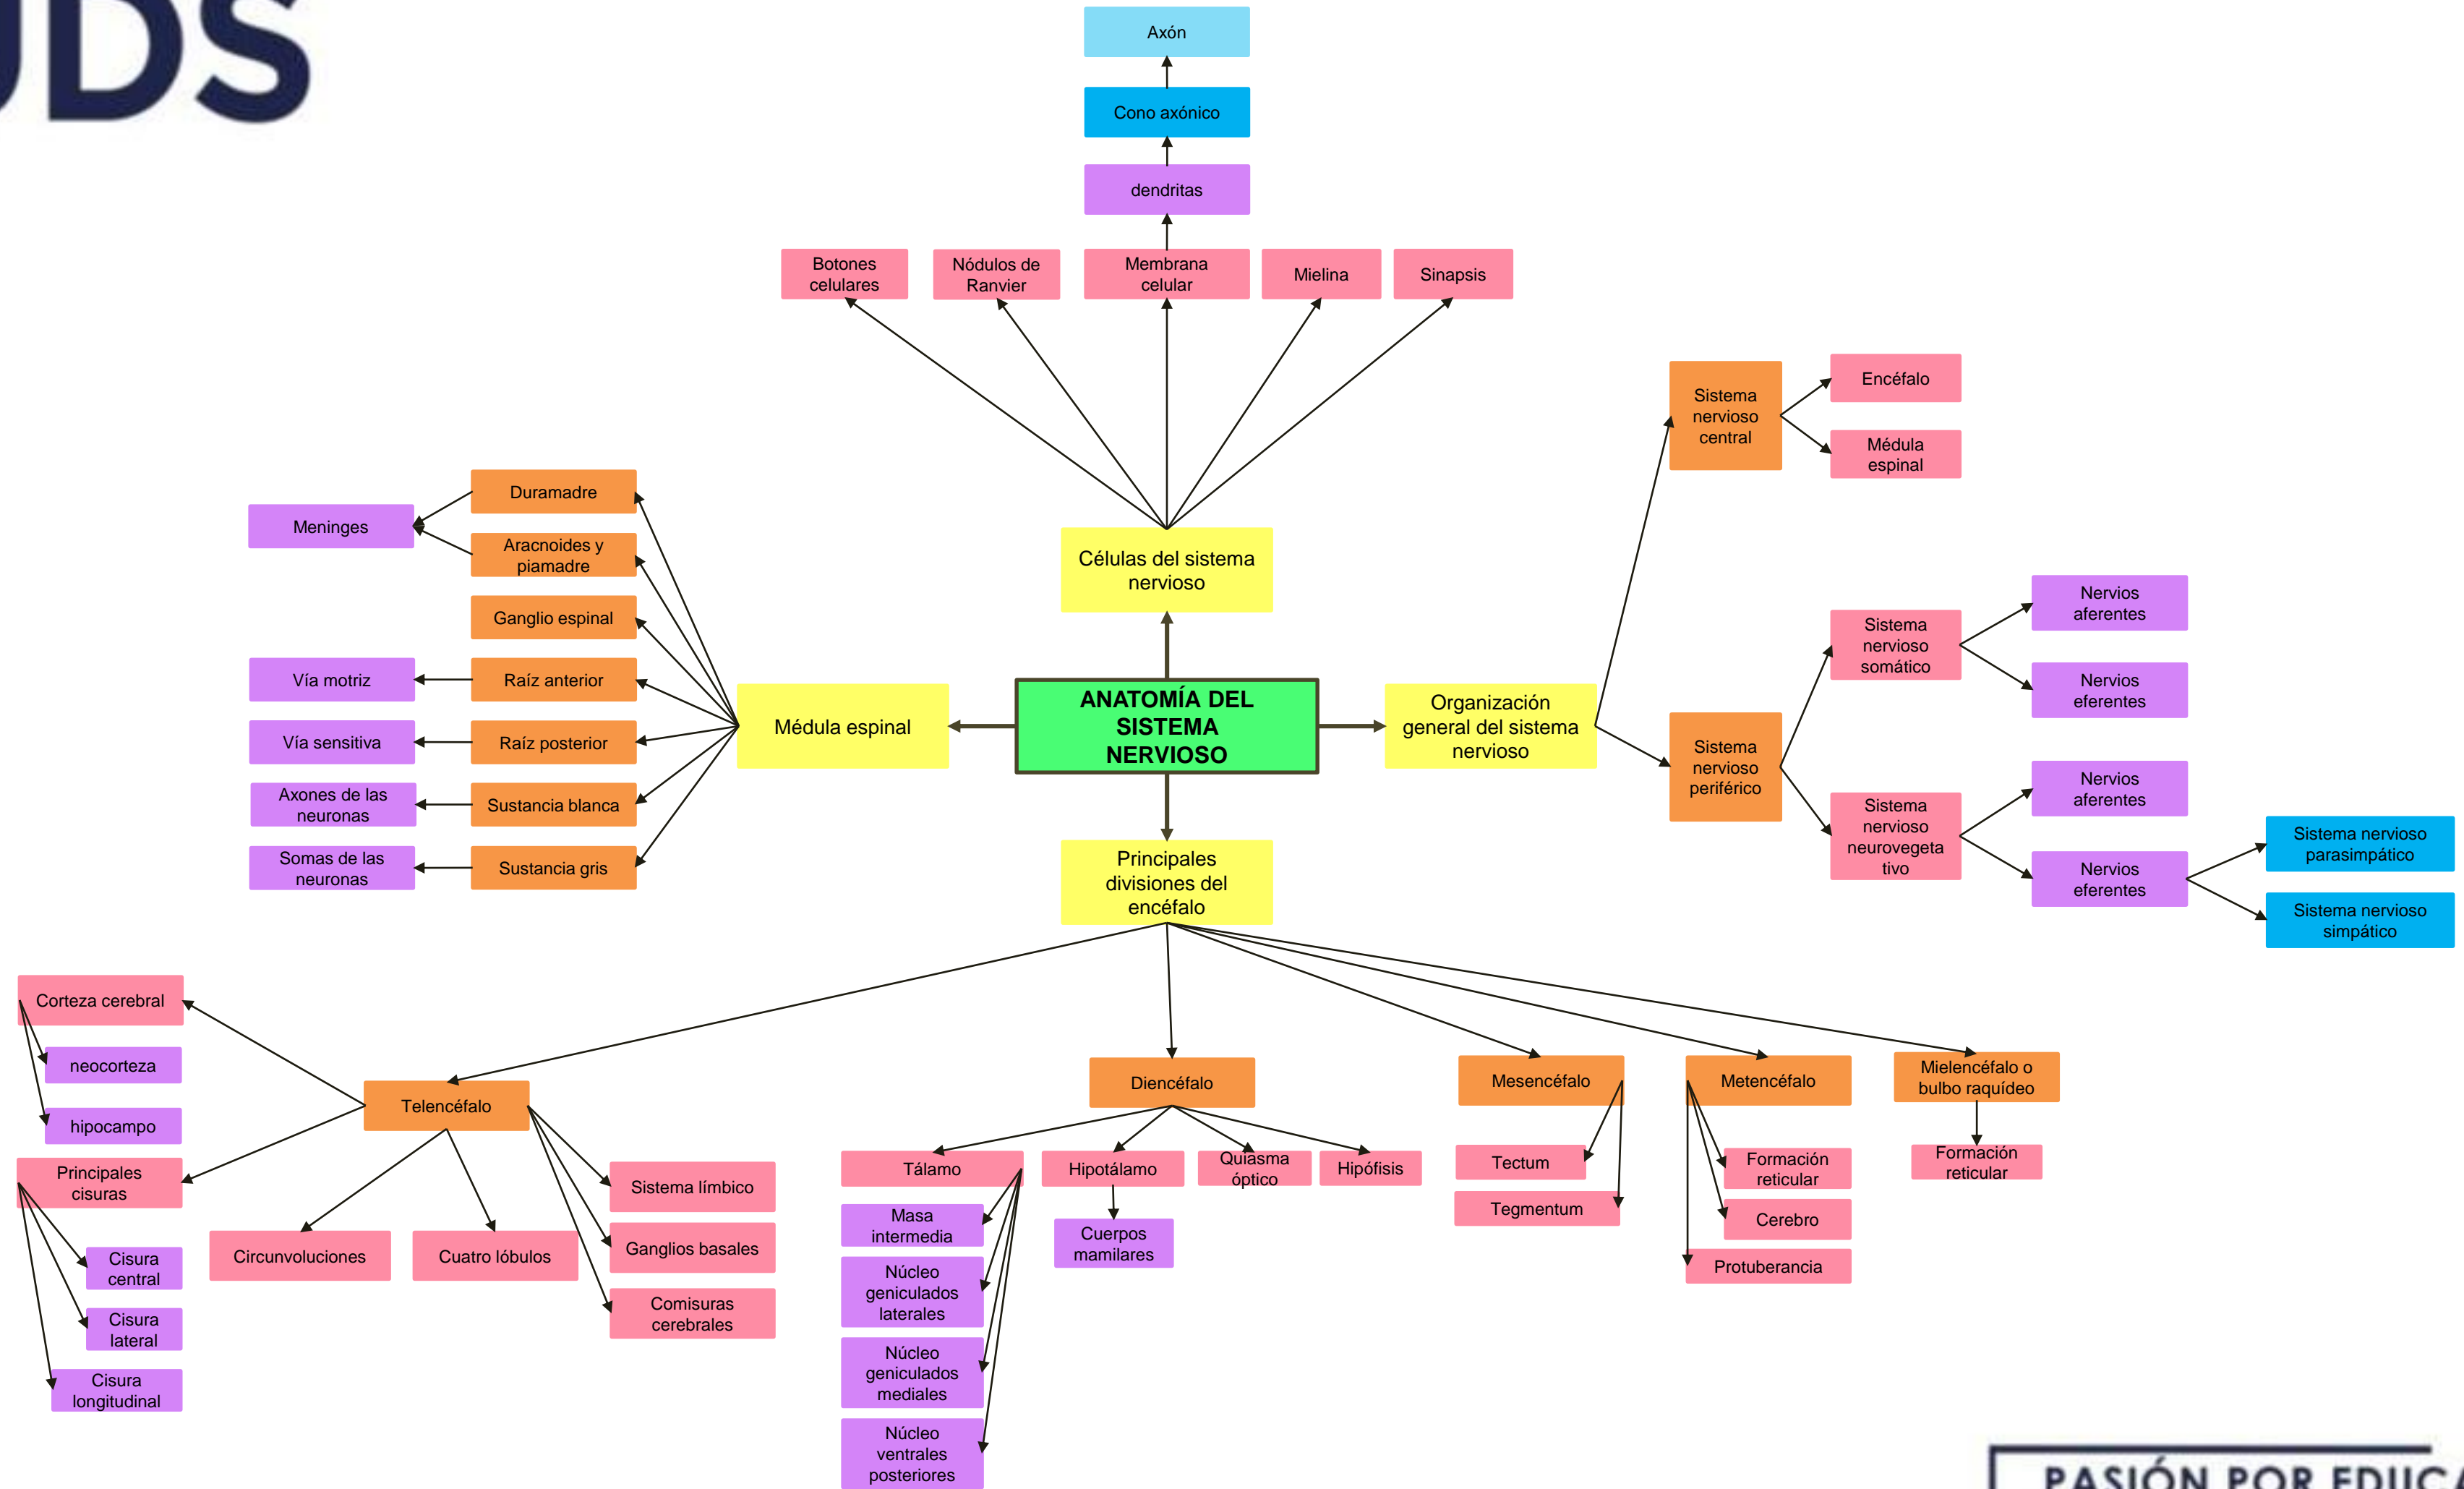 UDS
Axón
Cono axónico
dendritas
Botones
celulares
Nódulos de
Ranvier
Membrana
celular
Mielina
Sinapsis
Sistema
nervioso
central
Encéfalo
Médula
espinal
Duramadre
Meninges
Aracnoides y
piamadre
Células del sistema
nervioso
Ganglio espinal
Nervios
aferentes
Sistema
nervioso
somático
Nervios
eferentes
Vía motriz
Raíz anterior
Médula espinal
ANATOMÍA DEL
SISTEMA
NERVIOSO
Organización
general del sistema
nervioso
Vía sensitiva
Raíz posterior
Sistema
nervioso
periférico
Nervios
aferentes
Axones de las
neuronas
Sustancia blanca
Sistema
nervioso
neurovegeta
tivo
Sistema nervioso
parasimpático
Somas de las
neuronas
Sustancia gris
Principales
divisiones del
encéfalo
Nervios
eferentes
Sistema nervioso
simpático
Corteza cerebral
neocorteza
hipocampo
Telencéfalo
Diencéfalo
Mesencéfalo
Metencéfalo
Mielencéfalo o
bulbo raquídeo
Principales
cisuras
Cisura
central
Cisura
lateral
Cisura
longitudinal
Circunvoluciones
Cuatro lóbulos
Sistema límbico
Ganglios basales
Comisuras
cerebrales
Tálamo
Masa
intermedia
Núcleo
geniculados
laterales
Núcleo
geniculados
mediales
Núcleo
ventrales
posteriores
Hipotálamo
Cuerpos
mamilares
Quiasma
óptico
Hipófisis
Tectum
Tegmentum
Formación
reticular
Cerebro
Protuberancia
Formación
reticular
PASIÓN POR EDUCA